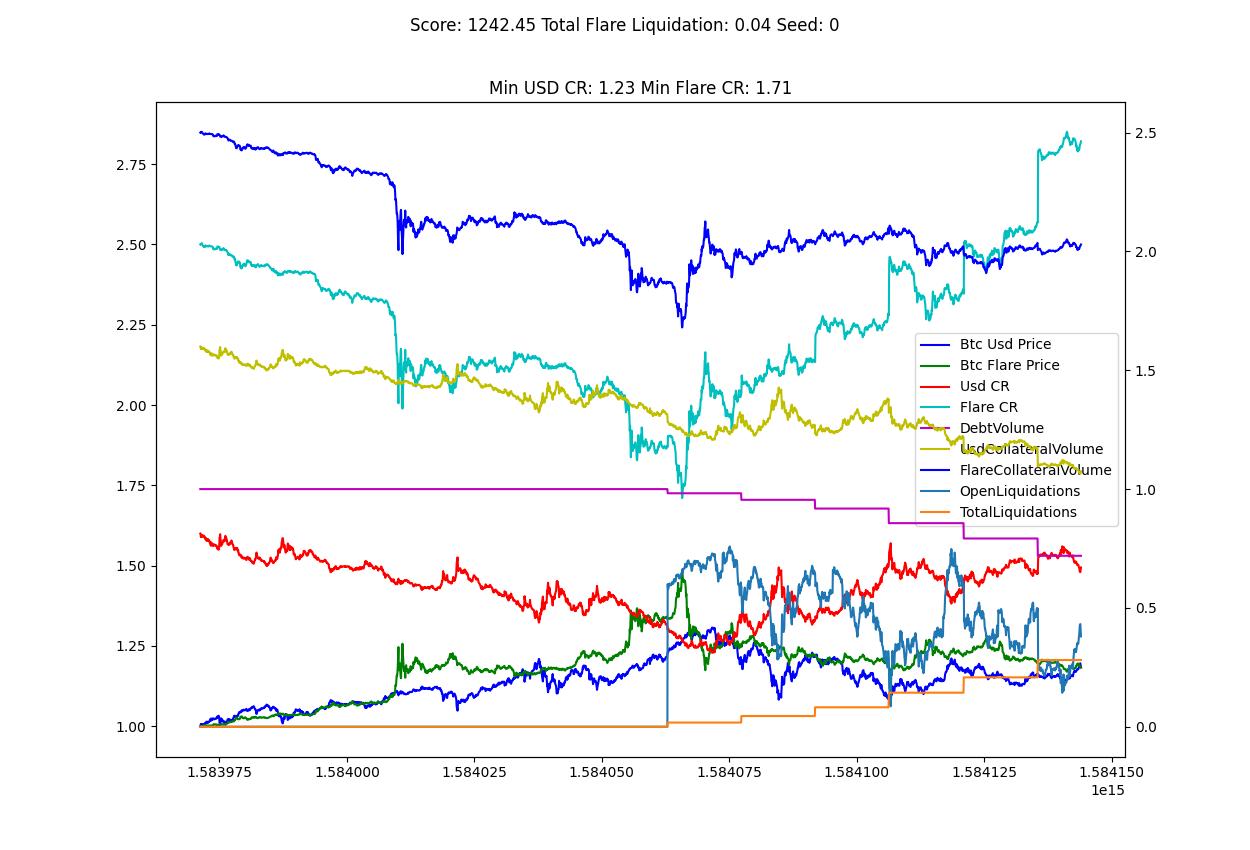 Score: 1242.45 Total Flare Liquidation: 0.04 Seed: 0
Min USD CR: 1.23 Min Flare CR: 1.71
2.75
2.50
2.25
2.00
1.75
1.50
1.25
1.00
2.5
2.0
1.5
1.0
0.5
0.0
Btc Usd Price
Btc Flare Price
Usd CR
Flare CR
DebtVolume
UsdCollateralVolume
FlareCollateralVolume
OpenLiquidations
TotalLiquidations
1.583975 1.584000 1.584025 1.584050 1.584075 1.584100 1.584125 1.584150
1e15